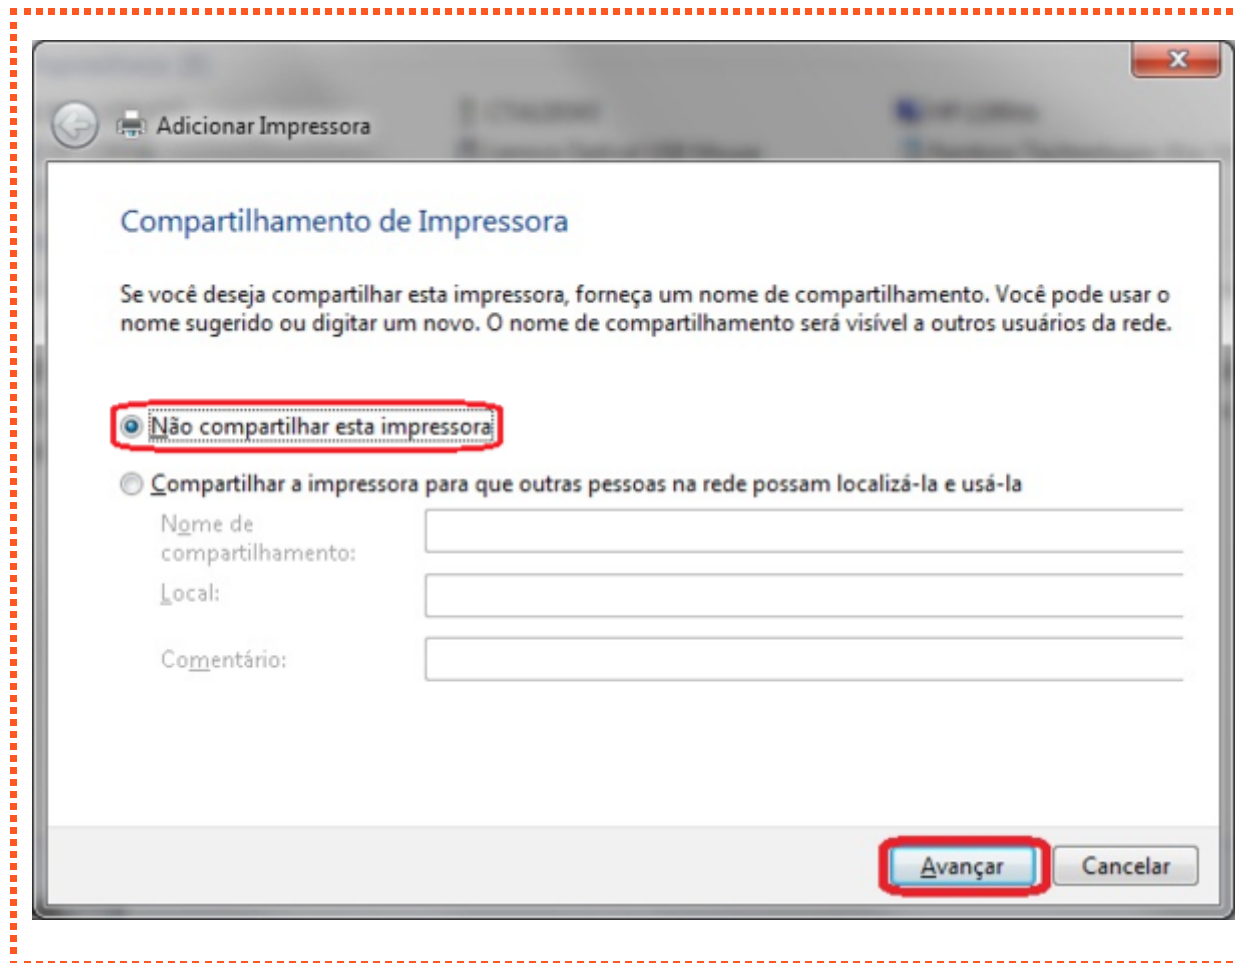 Adicionar Impressora
Compartilhamento de Impressora
Se você deseja compartilhar esta impressora, forneça um nome de compartilhamento. Você pode usar o
nome sugerido ou digitar um novo. O nome de compartilhamento será visível a outros usuários da rede.
Não compartilhar esta impressora
Compartilhar a impressora para que outras pessoas na rede possam localizá-la e usá-la
Nome de
compartilhamento:
Local:
Comentário:
Avançar Cancelar